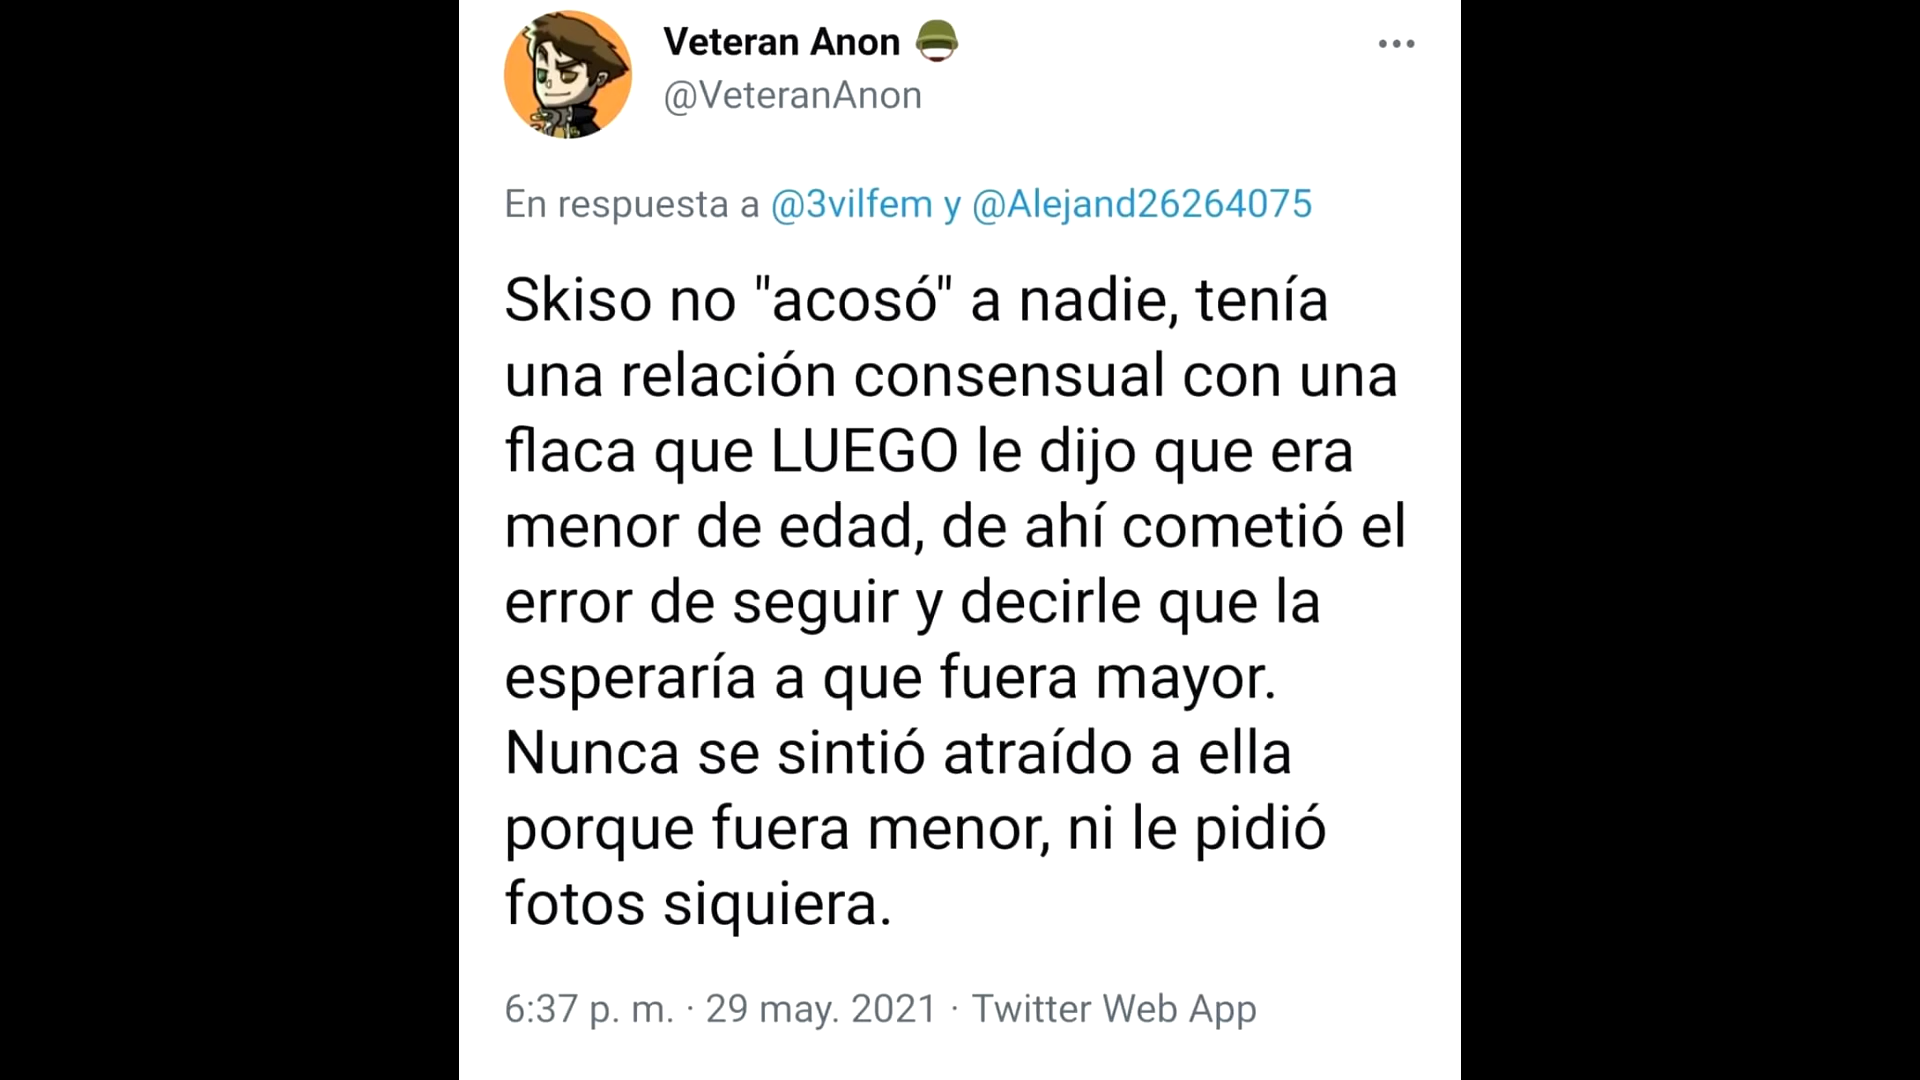 Veteran Anon
@VeteranAnon
En respuesta a @3vilfem y @Alejand26264075
Skiso no "acosó" a nadie, tenía
una relación consensual con una
flaca que LUEGO le dijo que era
menor de edad, de ahí cometió el
error de seguir y decirle que la
esperaría a que fuera mayor.
Nunca se sintió atraído a ella
porque fuera menor, ni le pidió
fotos siquiera.
6:37 p. m. · 29 may. 2021 · Twitter Web App